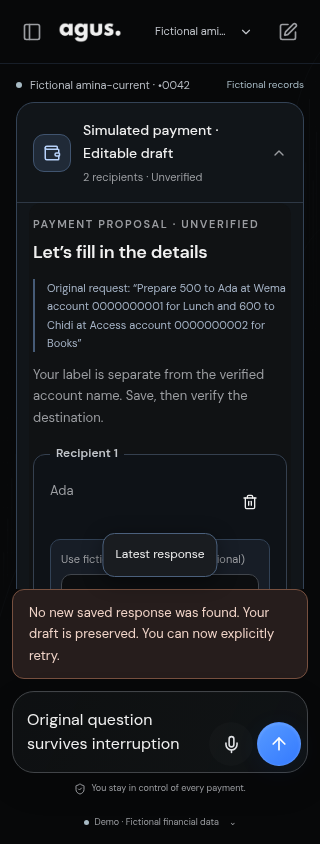 agus.
Fictional ami...
Fictional amina-current · •0042
Fictional records
Simulated payment ·
Editable draft
2 recipients · Unverified
PAYMENT PROPOSAL · UNVERIFIED
Let’s fill in the details
Original request: “Prepare 500 to Ada at Wema
account 0000000001 for Lunch and 600 to
Chidi at Access account 0000000002 for
Books”
Your label is separate from the verified
account name. Save, then verify the
destination.
Recipient 1
Ada
Use ficti
ional)
Latest response
No new saved response was found. Your
draft is preserved. You can now explicitly
retry.
Original question
survives interruption
You stay in control of every payment.
Demo · Fictional financial data